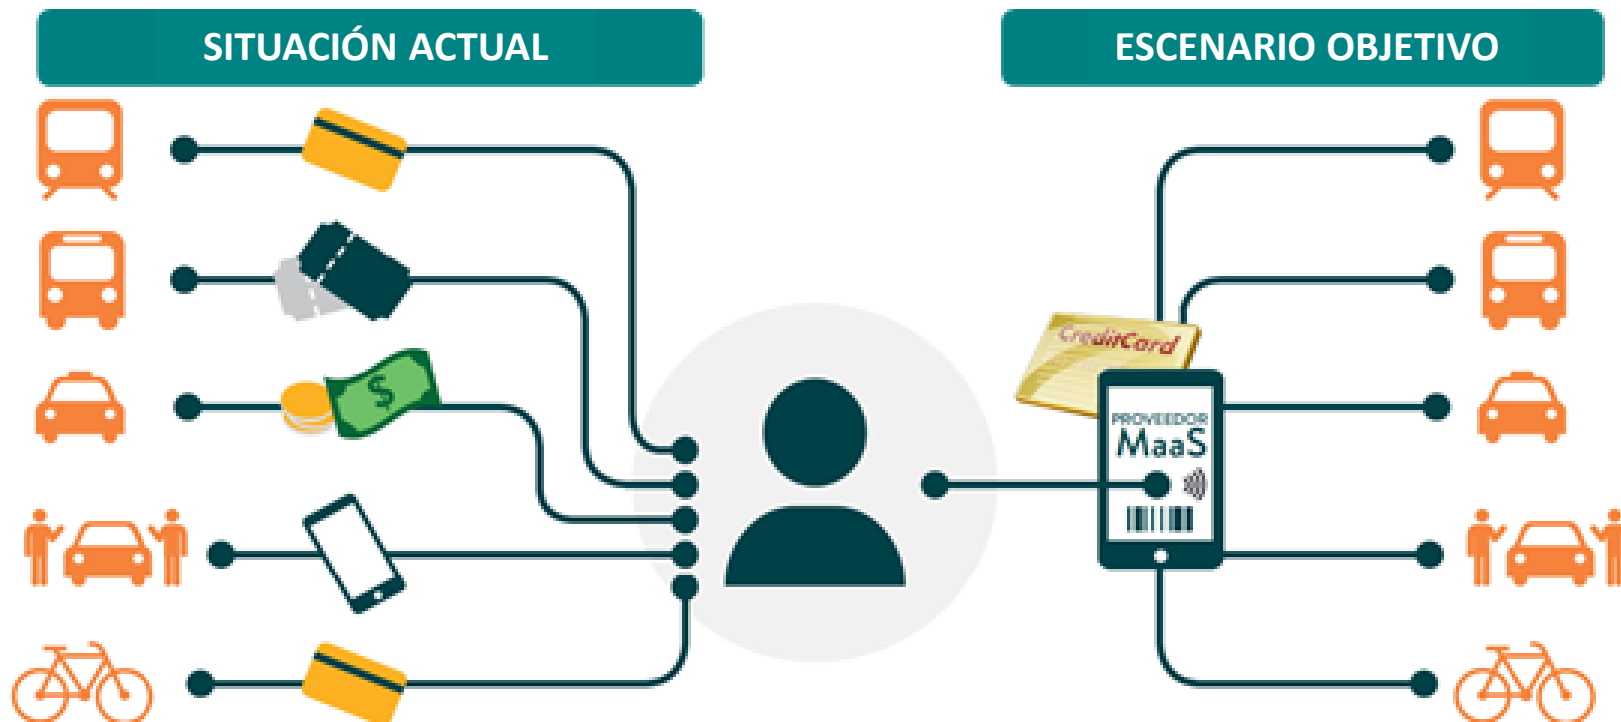 SITUACIÓN ACTUAL
ESCENARIO OBJETIVO
$
CreditCard
PROVEEDOR
MaaS